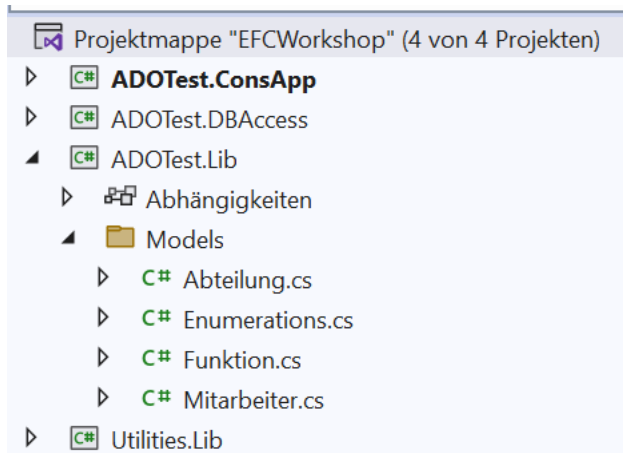 Projektmappe "EFCWorkshop" (4 von 4 Projekten)
C# ADOTest.ConsApp
C# ADOTest.DBAccess
C# ADOTest.Lib
Abhängigkeiten
Models
C# Abteilung.cs
C# Enumerations.cs
C# Funktion.cs
C# Mitarbeiter.cs
C# Utilities.Lib